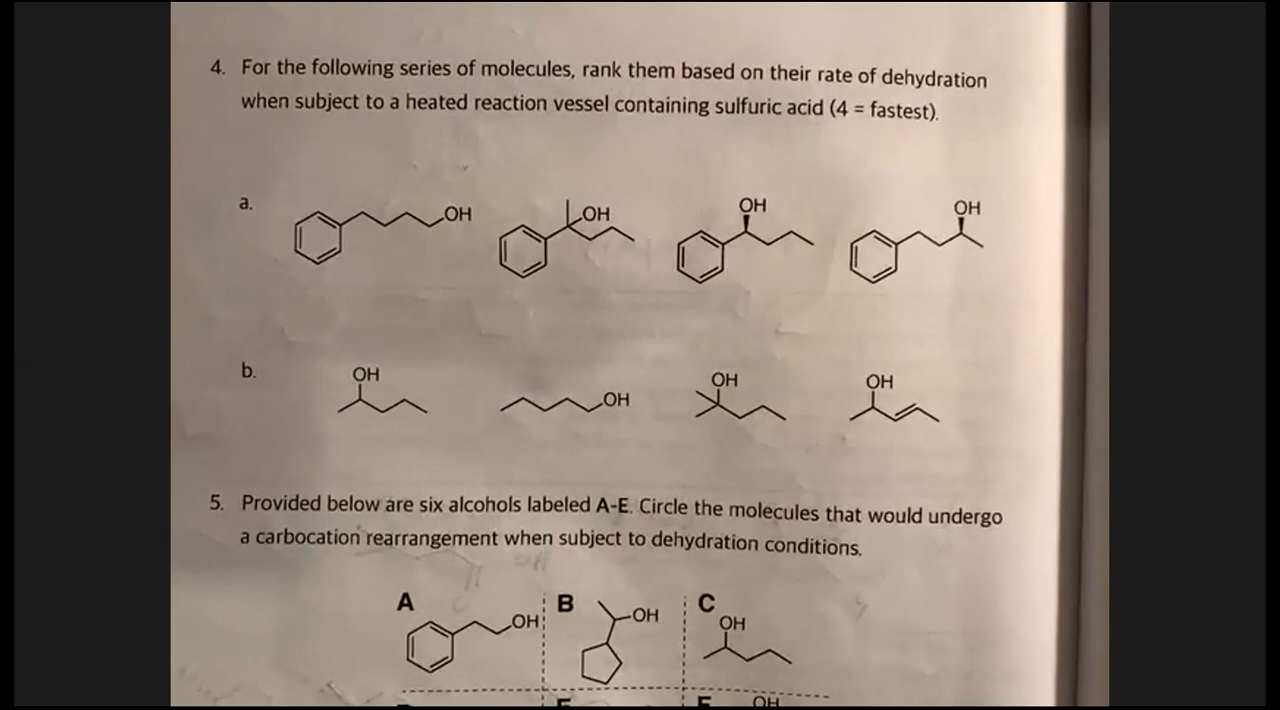 4. For the following series of molecules, rank them based on their rate of dehydration
when subject to a heated reaction vessel containing sulfuric acid (4 = fastest).
a.
OH
OH
OH
OH
b.
OH
OH
OH
OH
5. Provided below are six alcohols labeled A-E. Circle the molecules that would undergo
a carbocation rearrangement when subject to dehydration conditions.
A
OH
B
OH
C
OH
OH